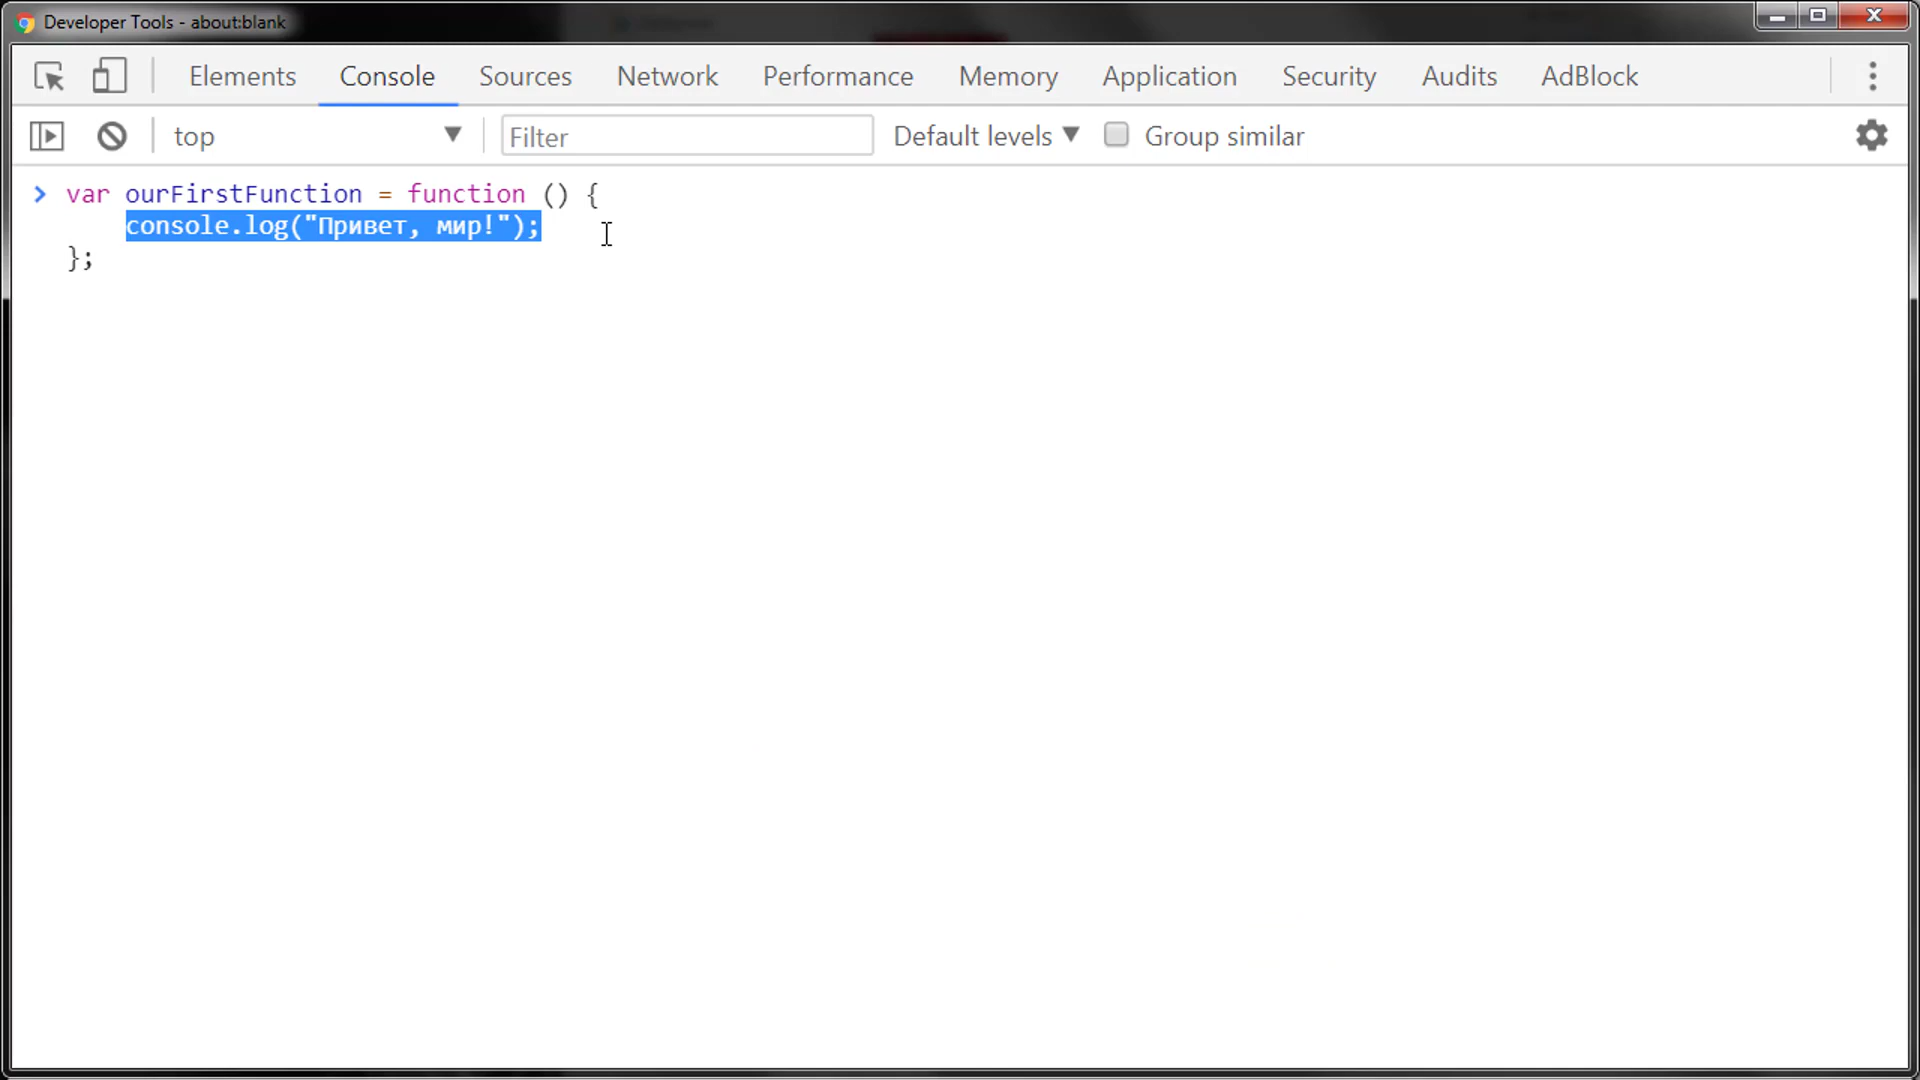 Developer Tools - about:blank
Elements Console Sources Network Performance Memory Application Security Audits AdBlock
top Filter Default levels Group similar
var ourFirstFunction = function () {
console.log("Привет, мир!");
};